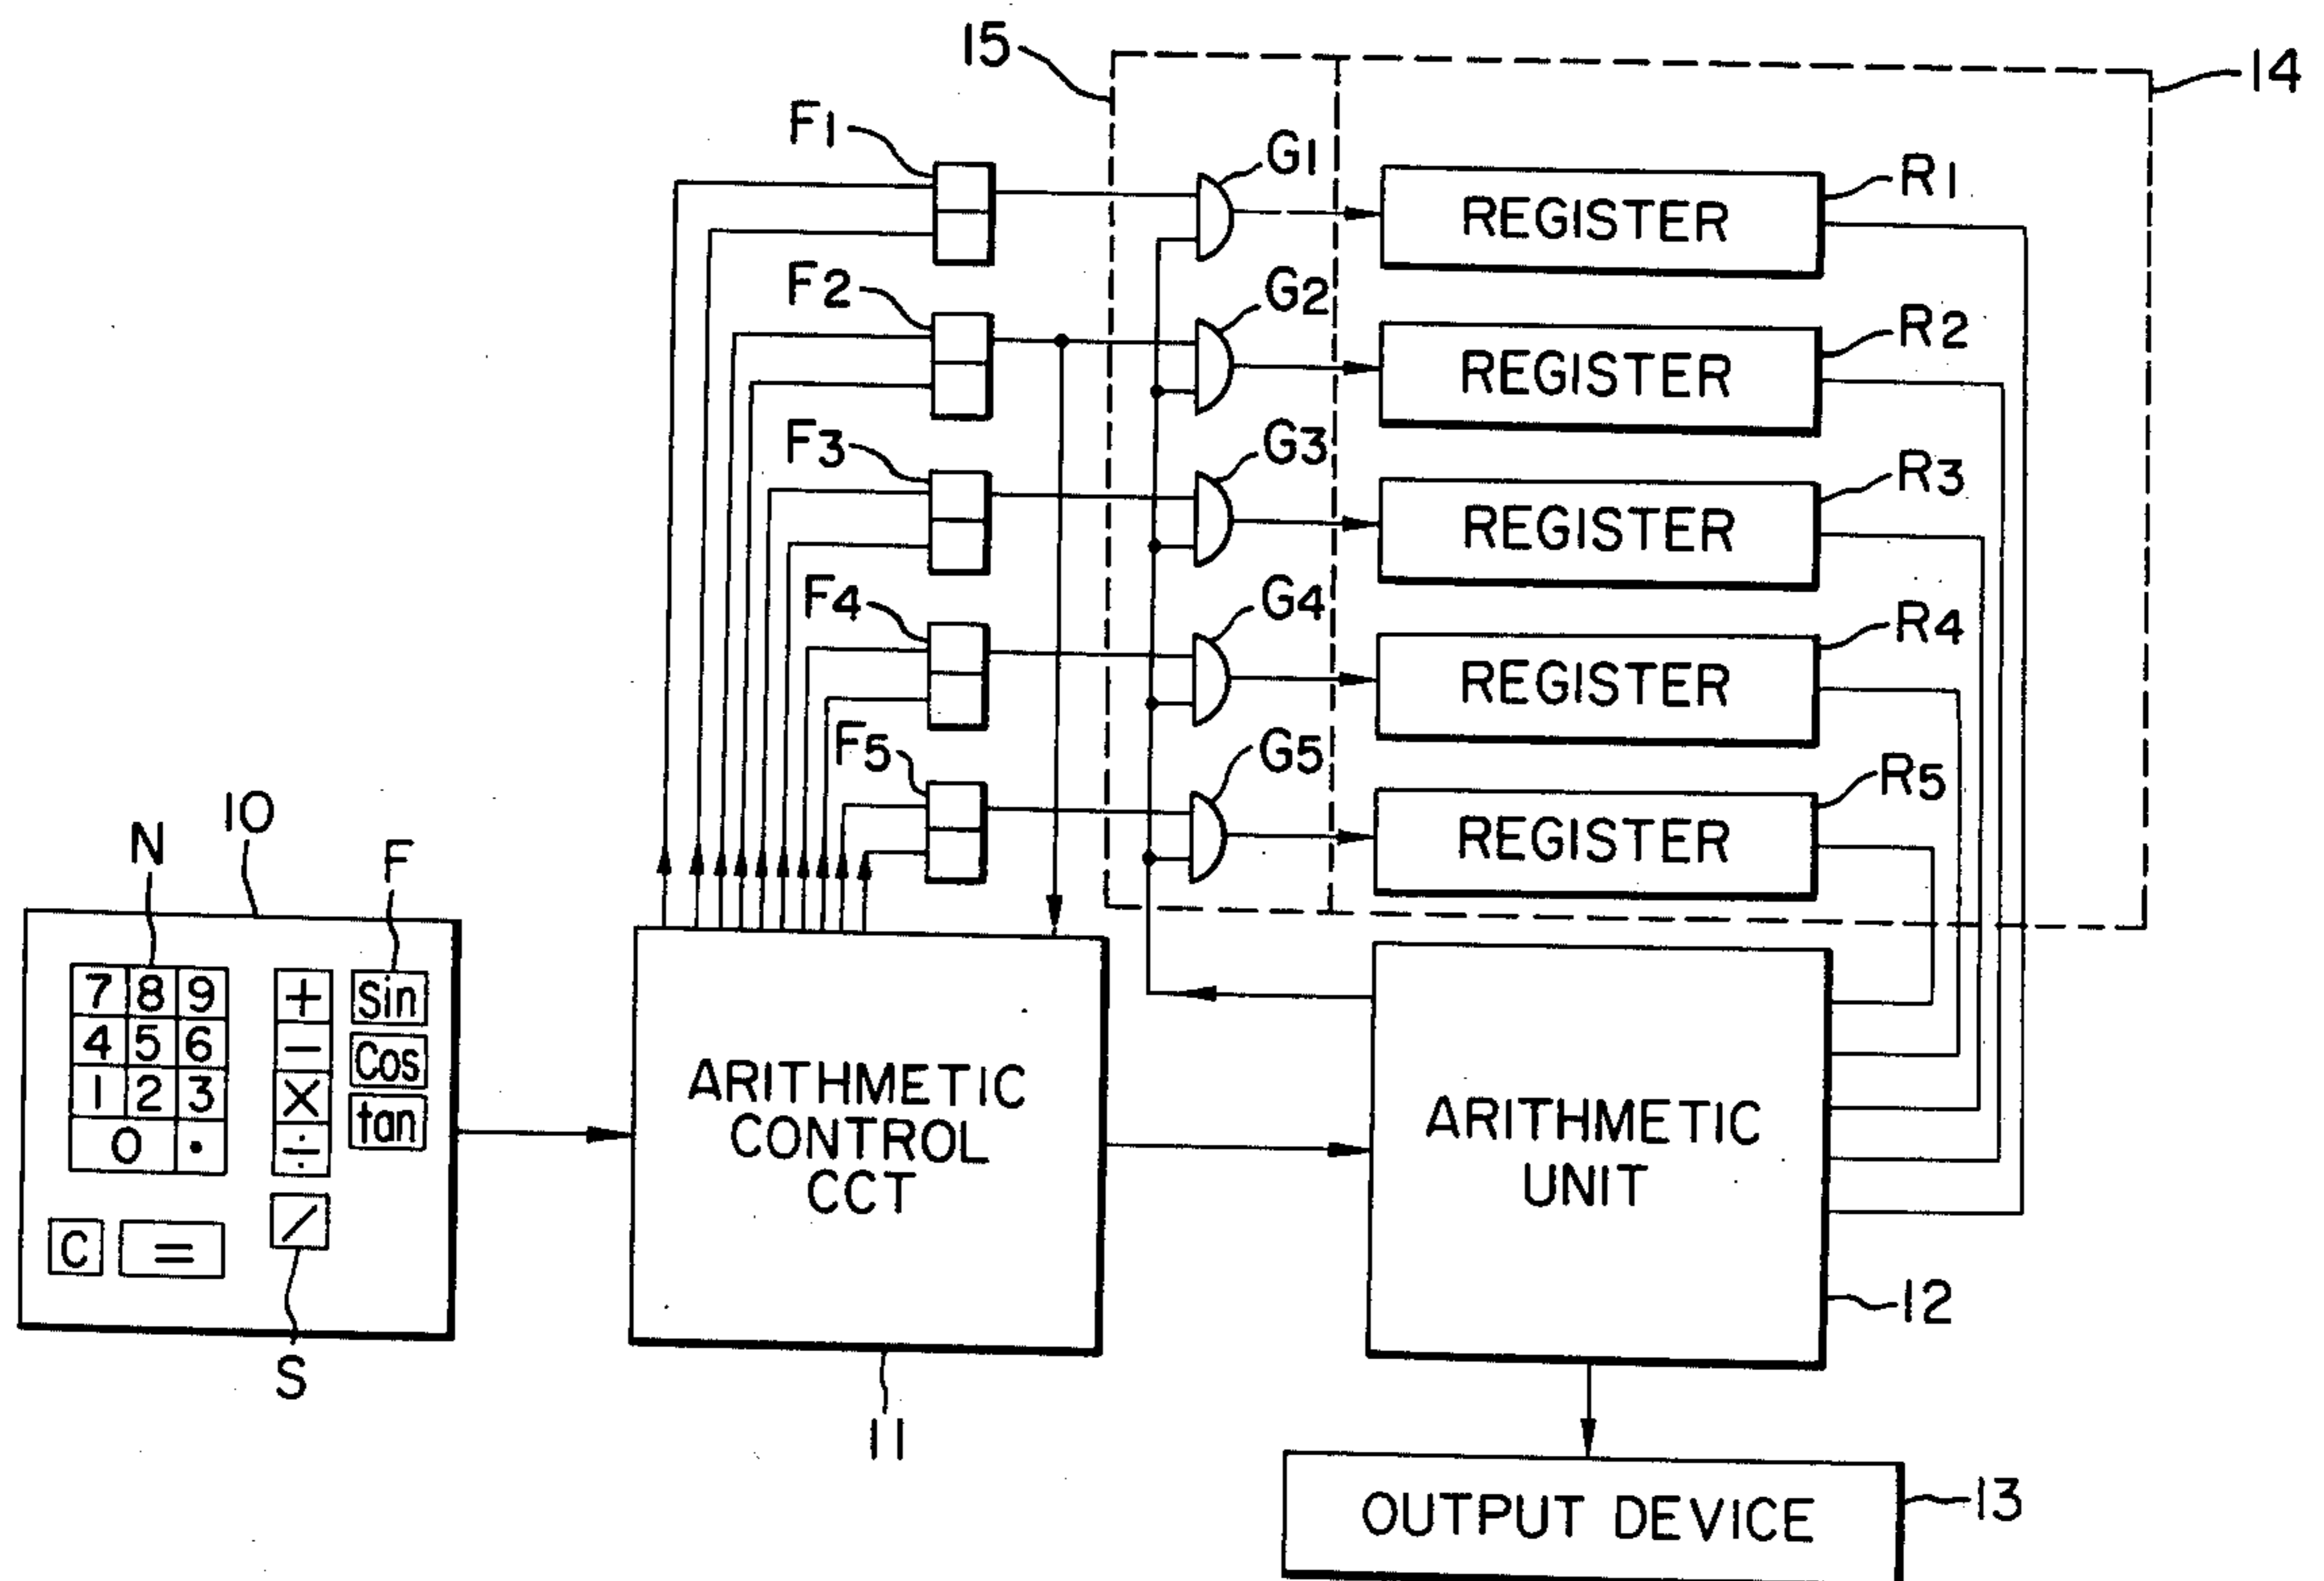 15
14
F1
G1
R1
REGISTER
F2
G2
R2
REGISTER
F3
G3
R3
REGISTER
F4
G4
R4
REGISTER
F5
G5
R5
REGISTER
10
N
F
7 8 9
4 5 6
1 2 3
0 .
+
−
×
÷
/
Sin
Cos
tan
C
=
S
ARITHMETIC
CONTROL
CCT
11
ARITHMETIC
UNIT
12
OUTPUT DEVICE
13